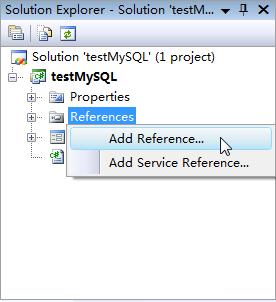 Solution Explorer - Solution 'testM...
Solution 'testMySQL' (1 project)
testMySQL
Properties
References
Add Reference...
Add Service Reference...